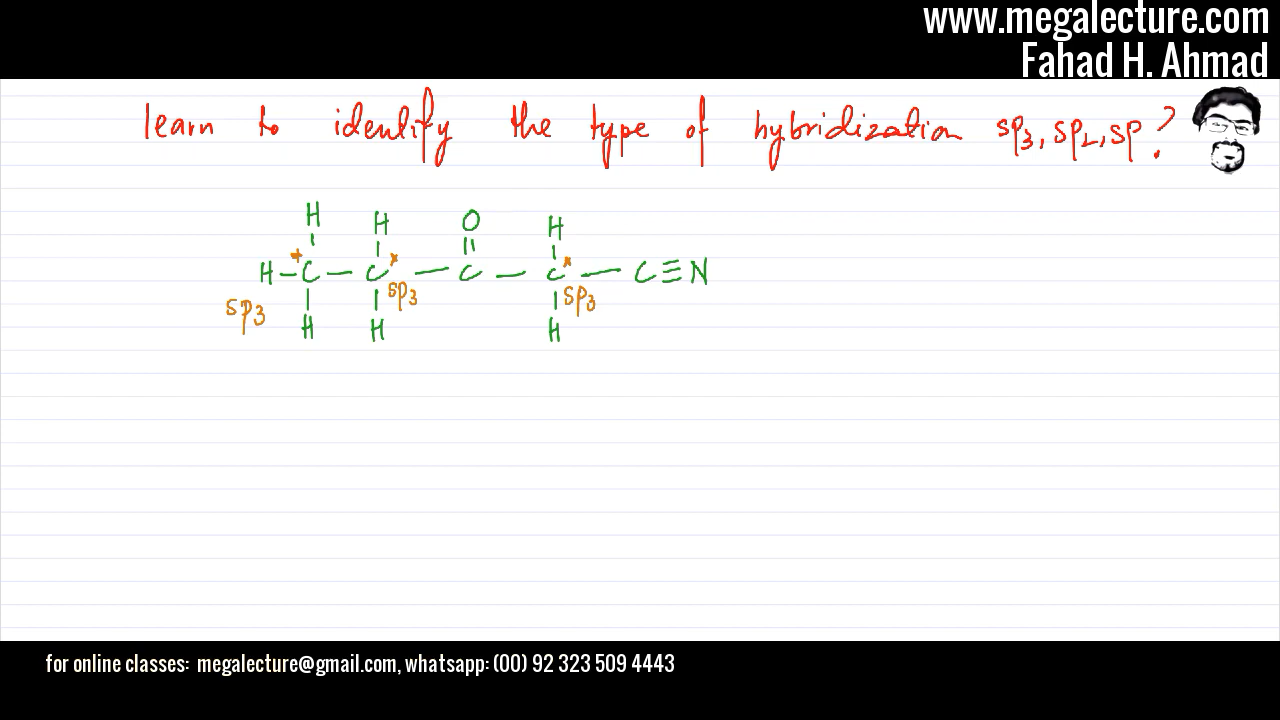 www.megalecture.com
Fahad H. Ahmad
learn to identify the type of hybridization sp3, sp2, sp?
H H O H
H-C-C-C-C-C≡N
sp3 sp3 sp3
H H H
for online classes: megalecture@gmail.com, whatsapp: (00) 92 323 509 4443